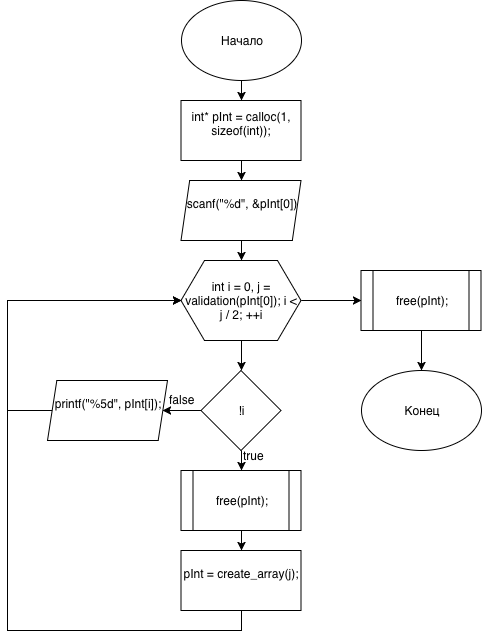 Начало
int* pInt = calloc(1,
sizeof(int));
scanf("%d", &pInt[0])
int i = 0, j =
validation(pInt[0]); i <
j / 2; ++i
free(pInt);
printf("%5d", pInt[i]);
false
!i
Конец
true
free(pInt);
pInt = create_array(j);